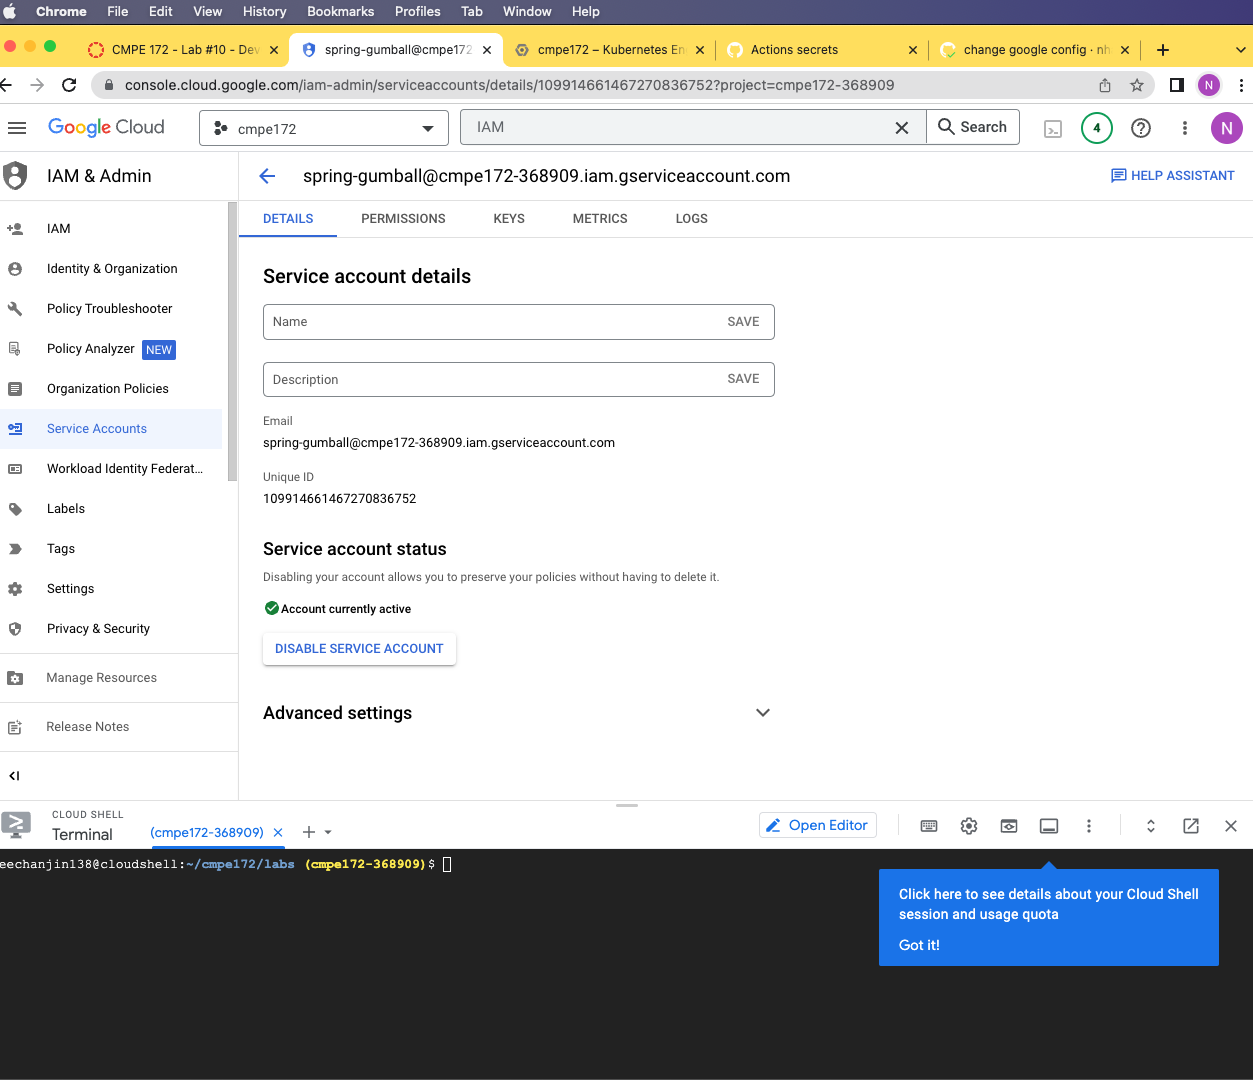 Chrome File Edit View History Bookmarks Profiles Tab Window Help
CMPE 172 - Lab #10 - Dev spring-gumball@cmpe172 cmpe172 – Kubernetes En Actions secrets change google config · nh
console.cloud.google.com/iam-admin/serviceaccounts/details/109914661467270836752?project=cmpe172-368909 N
Google Cloud cmpe172 IAM Search 4 N
IAM & Admin
spring-gumball@cmpe172-368909.iam.gserviceaccount.com HELP ASSISTANT
DETAILS PERMISSIONS KEYS METRICS LOGS
IAM
Identity & Organization
Policy Troubleshooter
Policy Analyzer NEW
Organization Policies
Service Accounts
Workload Identity Federat...
Labels
Tags
Settings
Privacy & Security
Manage Resources
Release Notes
Service account details
Name SAVE
Description SAVE
Email
spring-gumball@cmpe172-368909.iam.gserviceaccount.com
Unique ID
109914661467270836752
Service account status
Disabling your account allows you to preserve your policies without having to delete it.
Account currently active
DISABLE SERVICE ACCOUNT
Advanced settings
CLOUD SHELL
Terminal (cmpe172-368909) Open Editor
eechanjin138@cloudshell:~/cmpe172/labs (cmpe172-368909)$
Click here to see details about your Cloud Shell
session and usage quota
Got it!